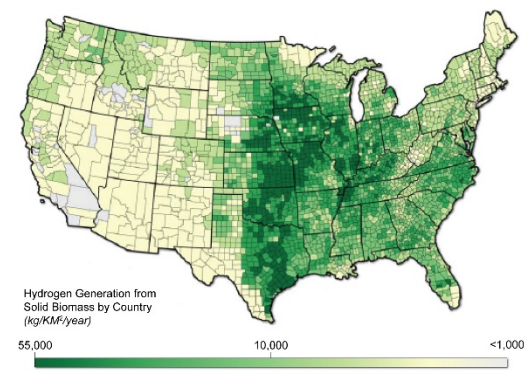 Hydrogen Generation from
Solid Biomass by Country
(kg/KM²/year)
55,000 10,000 <1,000